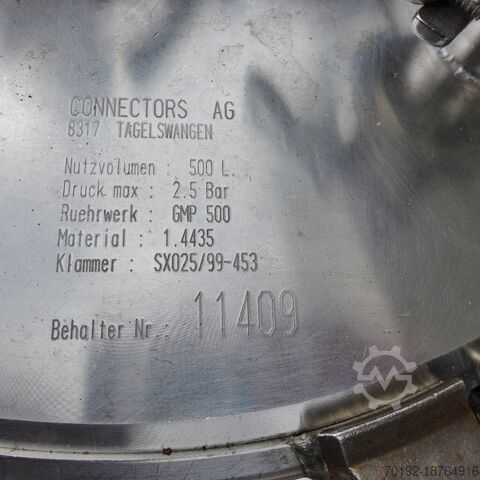 CONNECTORS AG
8317 TAGELSWANGEN
Nutzvolumen : 500 L.
Druck max : 2.5 Bar
Ruehrwerk : GMP 500
Material : 1.4435
Klammer : SX025/99-453
Behalter Nr.: 11409
70192-18764916